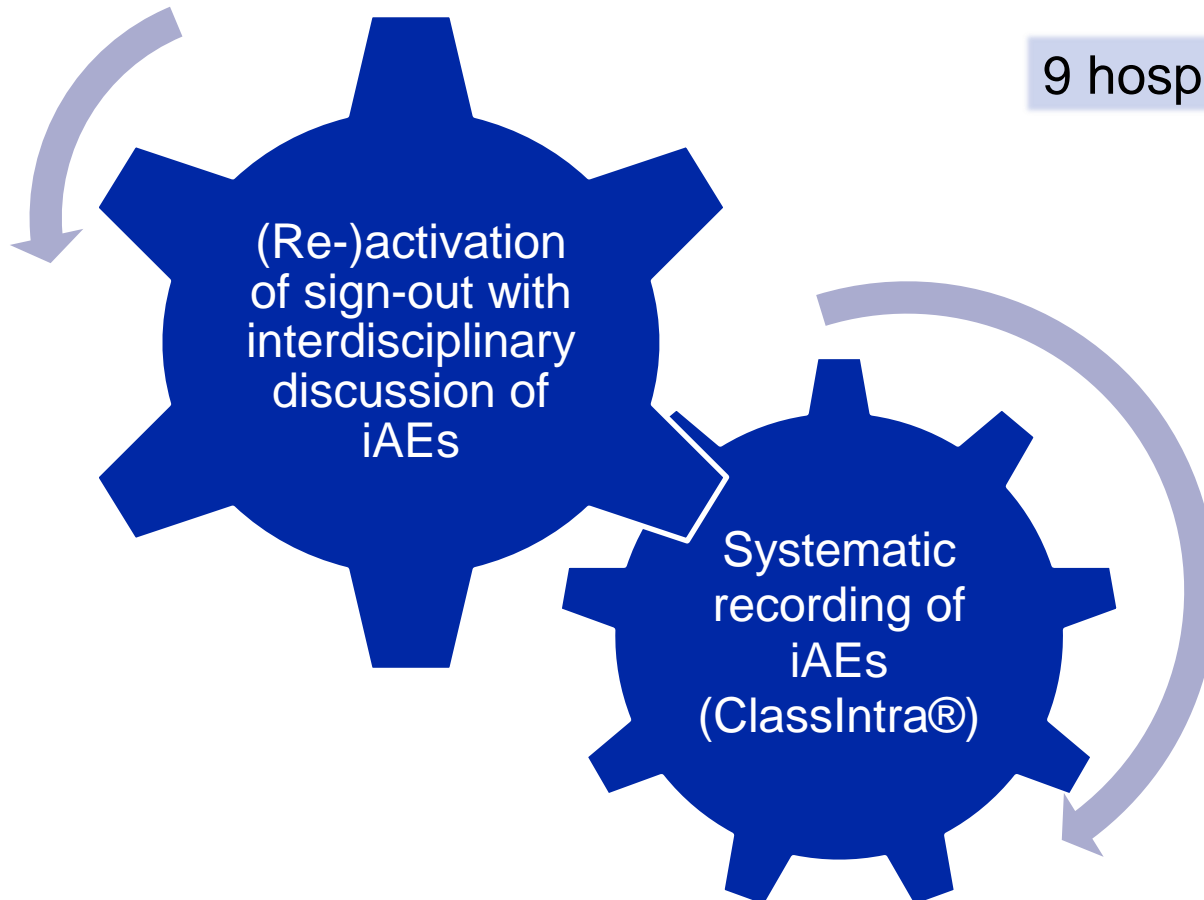 9 hosp
(Re-)activation
of sign-out with
interdisciplinary
discussion of
iAEs
Systematic
recording of
iAEs
(ClassIntra®)